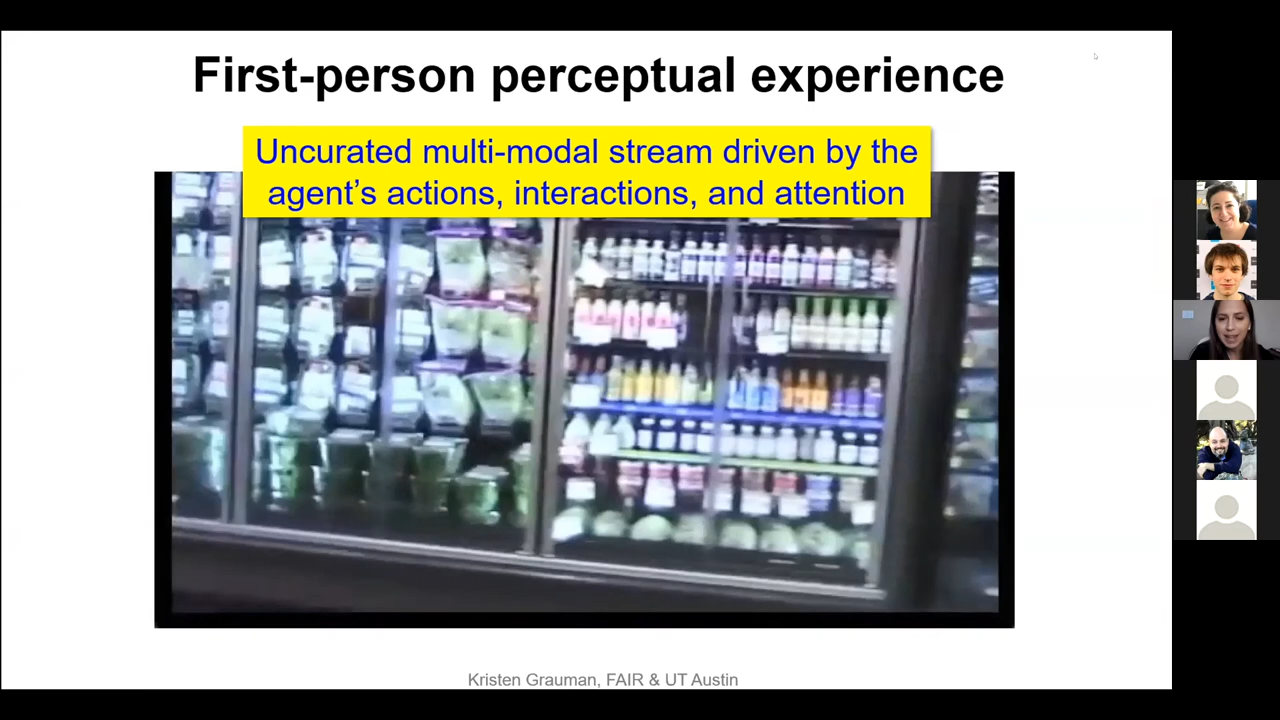 First-person perceptual experience
Uncurated multi-modal stream driven by the
agent's actions, interactions, and attention
Kristen Grauman, FAIR & UT Austin